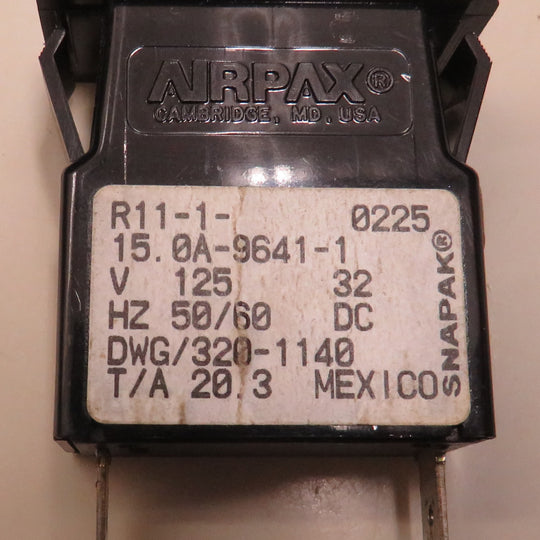 AIRPAX®
CAMBRIDGE, MD, USA
R11-1- 0225
15.0A-9641-1
V 125 32
HZ 50/60 DC
DWG/320-1140
T/A 20.3 MEXICO
SNAPAK®